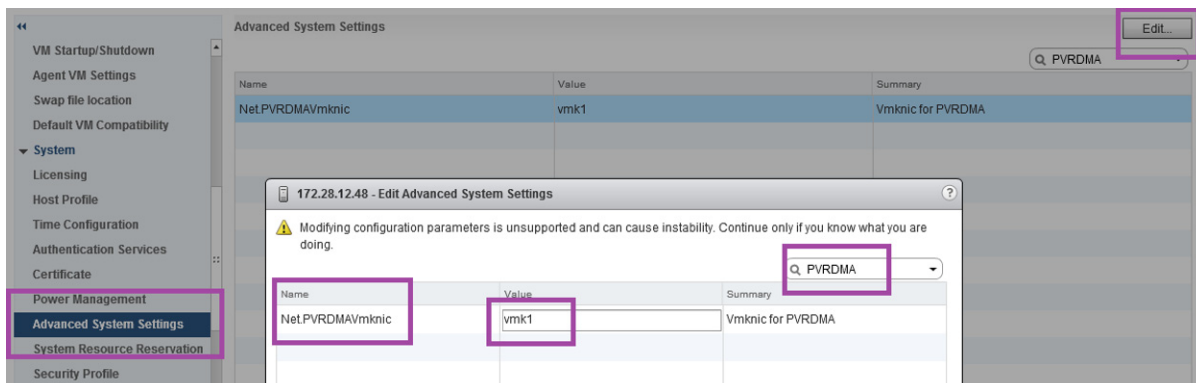 VM Startup/Shutdown
Agent VM Settings
Swap file location
Default VM Compatibility
System
Licensing
Host Profile
Time Configuration
Authentication Services
Certificate
Power Management
Advanced System Settings
System Resource Reservation
Security Profile
Advanced System Settings
Edit...
PVRDMA
Name Value Summary
Net.PVRDMAVmknic vmk1 Vmknic for PVRDMA
172.28.12.48 - Edit Advanced System Settings ?
Modifying configuration parameters is unsupported and can cause instability. Continue only if you know what you are
doing.
PVRDMA
Name Value Summary
Net.PVRDMAVmknic vmk1 Vmknic for PVRDMA